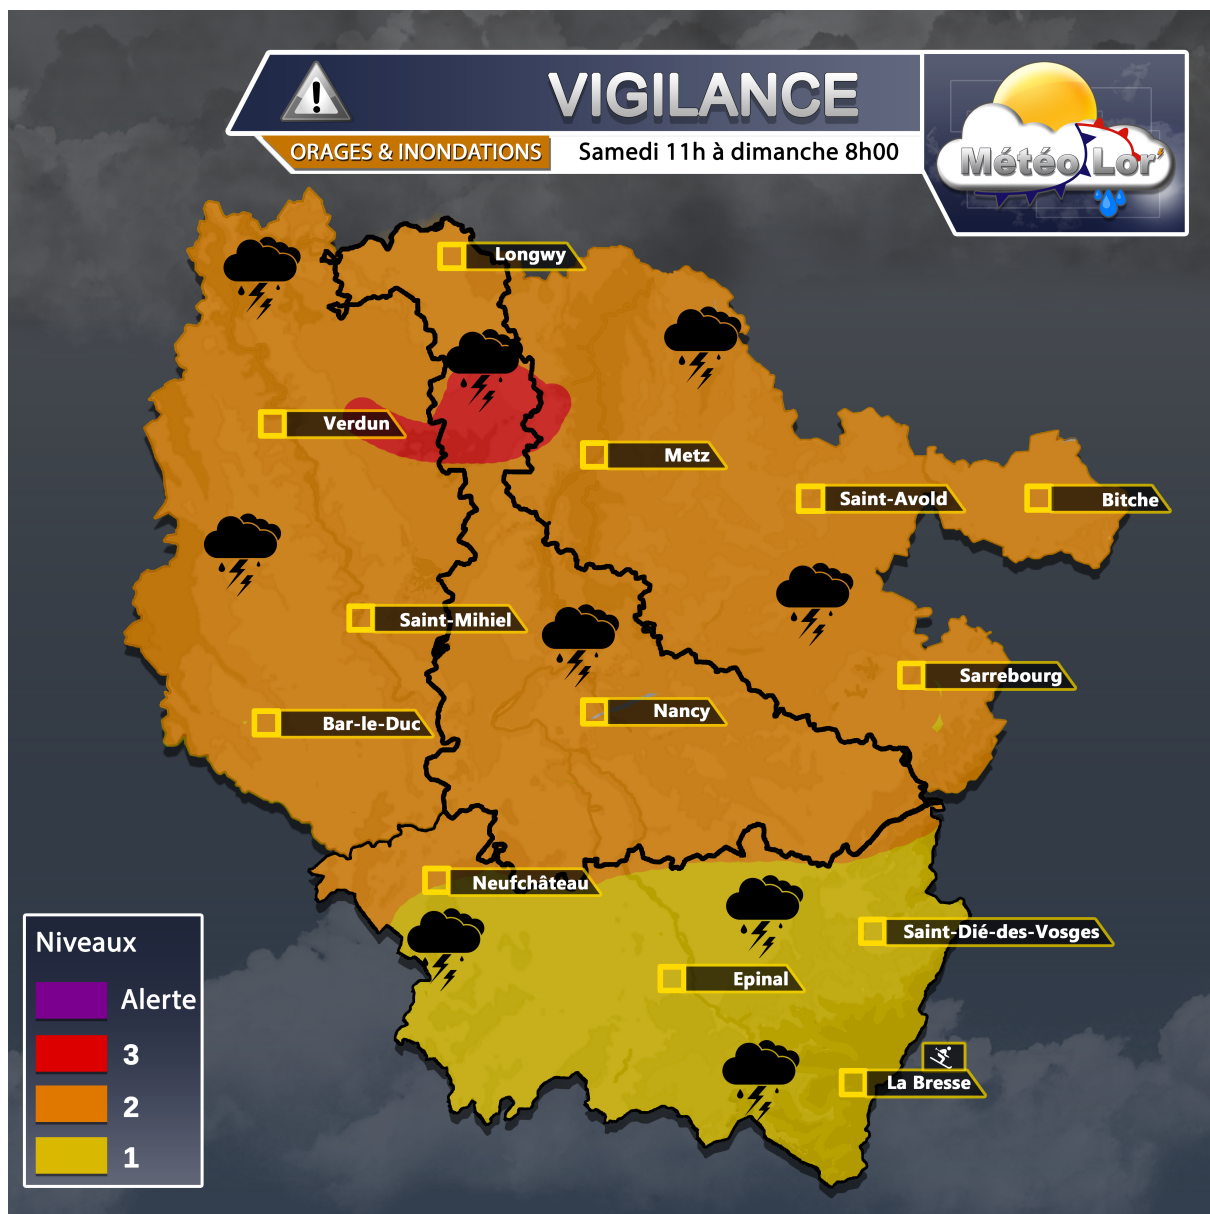 VIGILANCE
ORAGES & INONDATIONS
Samedi 11h à dimanche 8h00
Météo Lor'
Longwy
Verdun
Metz
Saint-Avold
Bitche
Saint-Mihiel
Sarrebourg
Nancy
Bar-le-Duc
Neufchâteau
Saint-Dié-des-Vosges
Epinal
La Bresse
Niveaux
Alerte
3
2
1